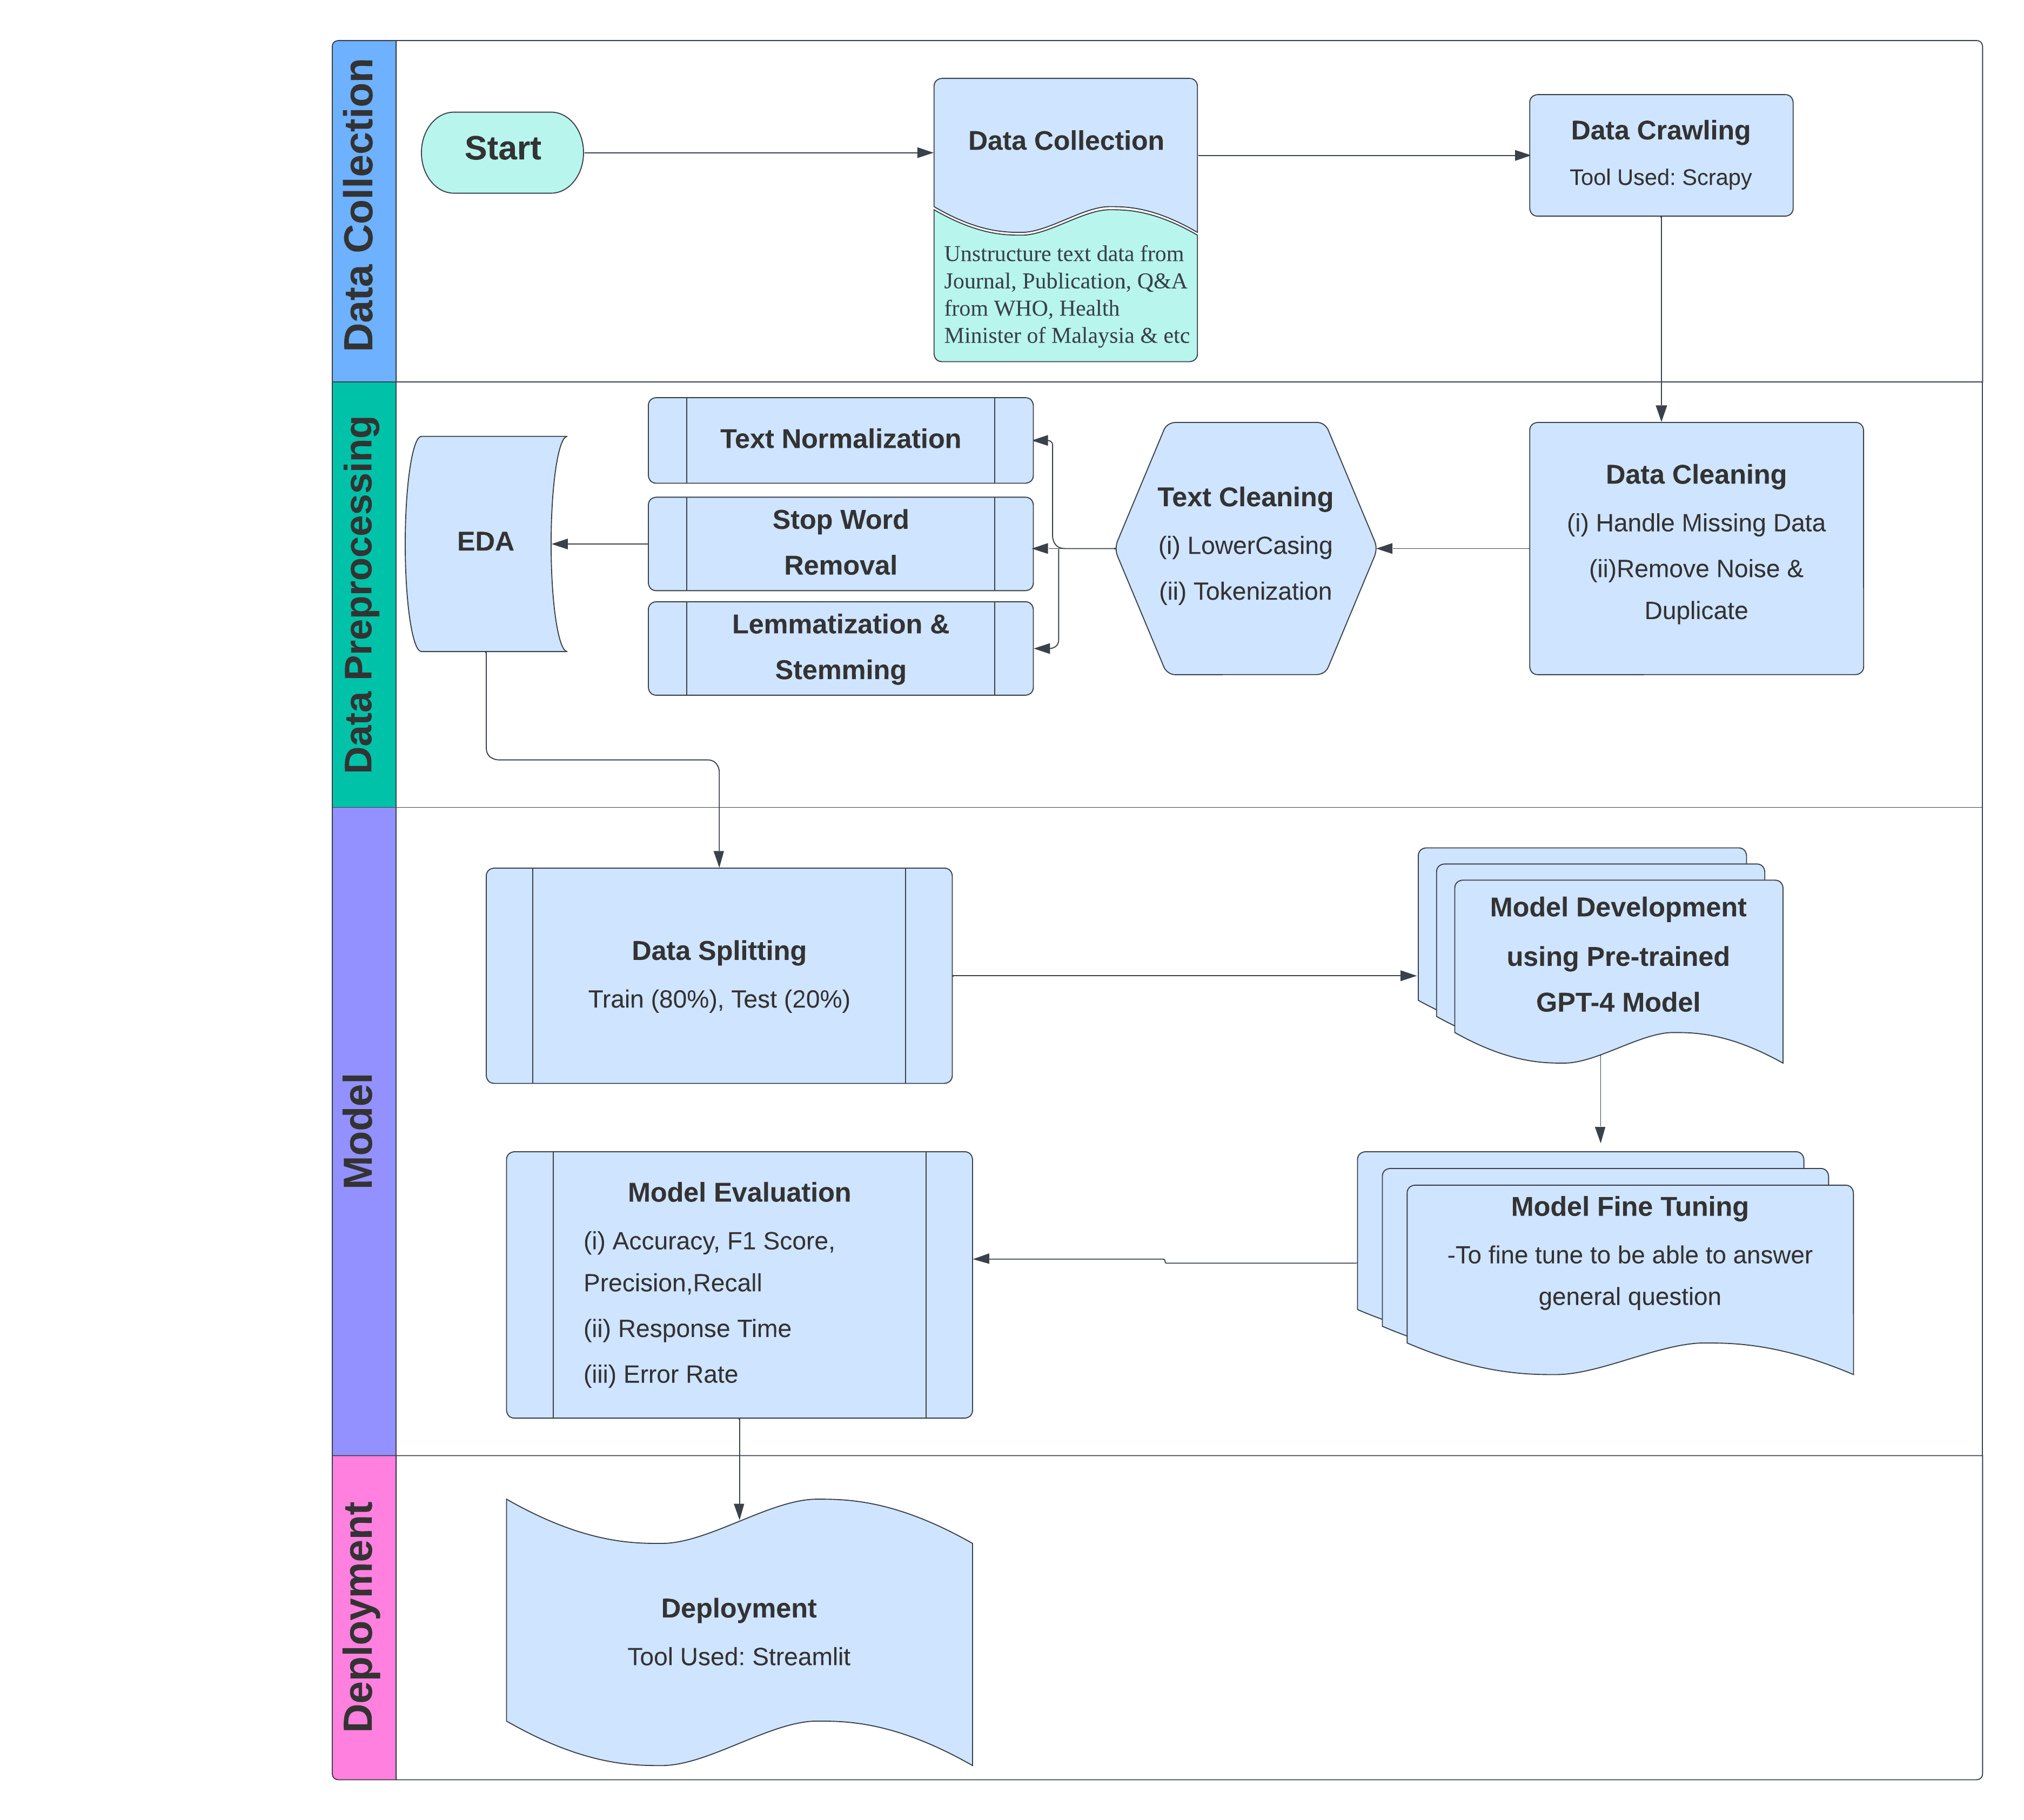 Data Collection
Start
Data Collection
Unstructure text data from
Journal, Publication, Q&A
from WHO, Health
Minister of Malaysia & etc
Data Crawling
Tool Used: Scrapy
Data Preprocessing
EDA
Text Normalization
Stop Word
Removal
Lemmatization &
Stemming
Text Cleaning
(i) LowerCasing
(ii) Tokenization
Data Cleaning
(i) Handle Missing Data
(ii)Remove Noise &
Duplicate
Model
Data Splitting
Train (80%), Test (20%)
Model Development
using Pre-trained
GPT-4 Model
Model Evaluation
(i) Accuracy, F1 Score,
Precision,Recall
(ii) Response Time
(iii) Error Rate
Model Fine Tuning
-To fine tune to be able to answer
general question
Deployment
Deployment
Tool Used: Streamlit